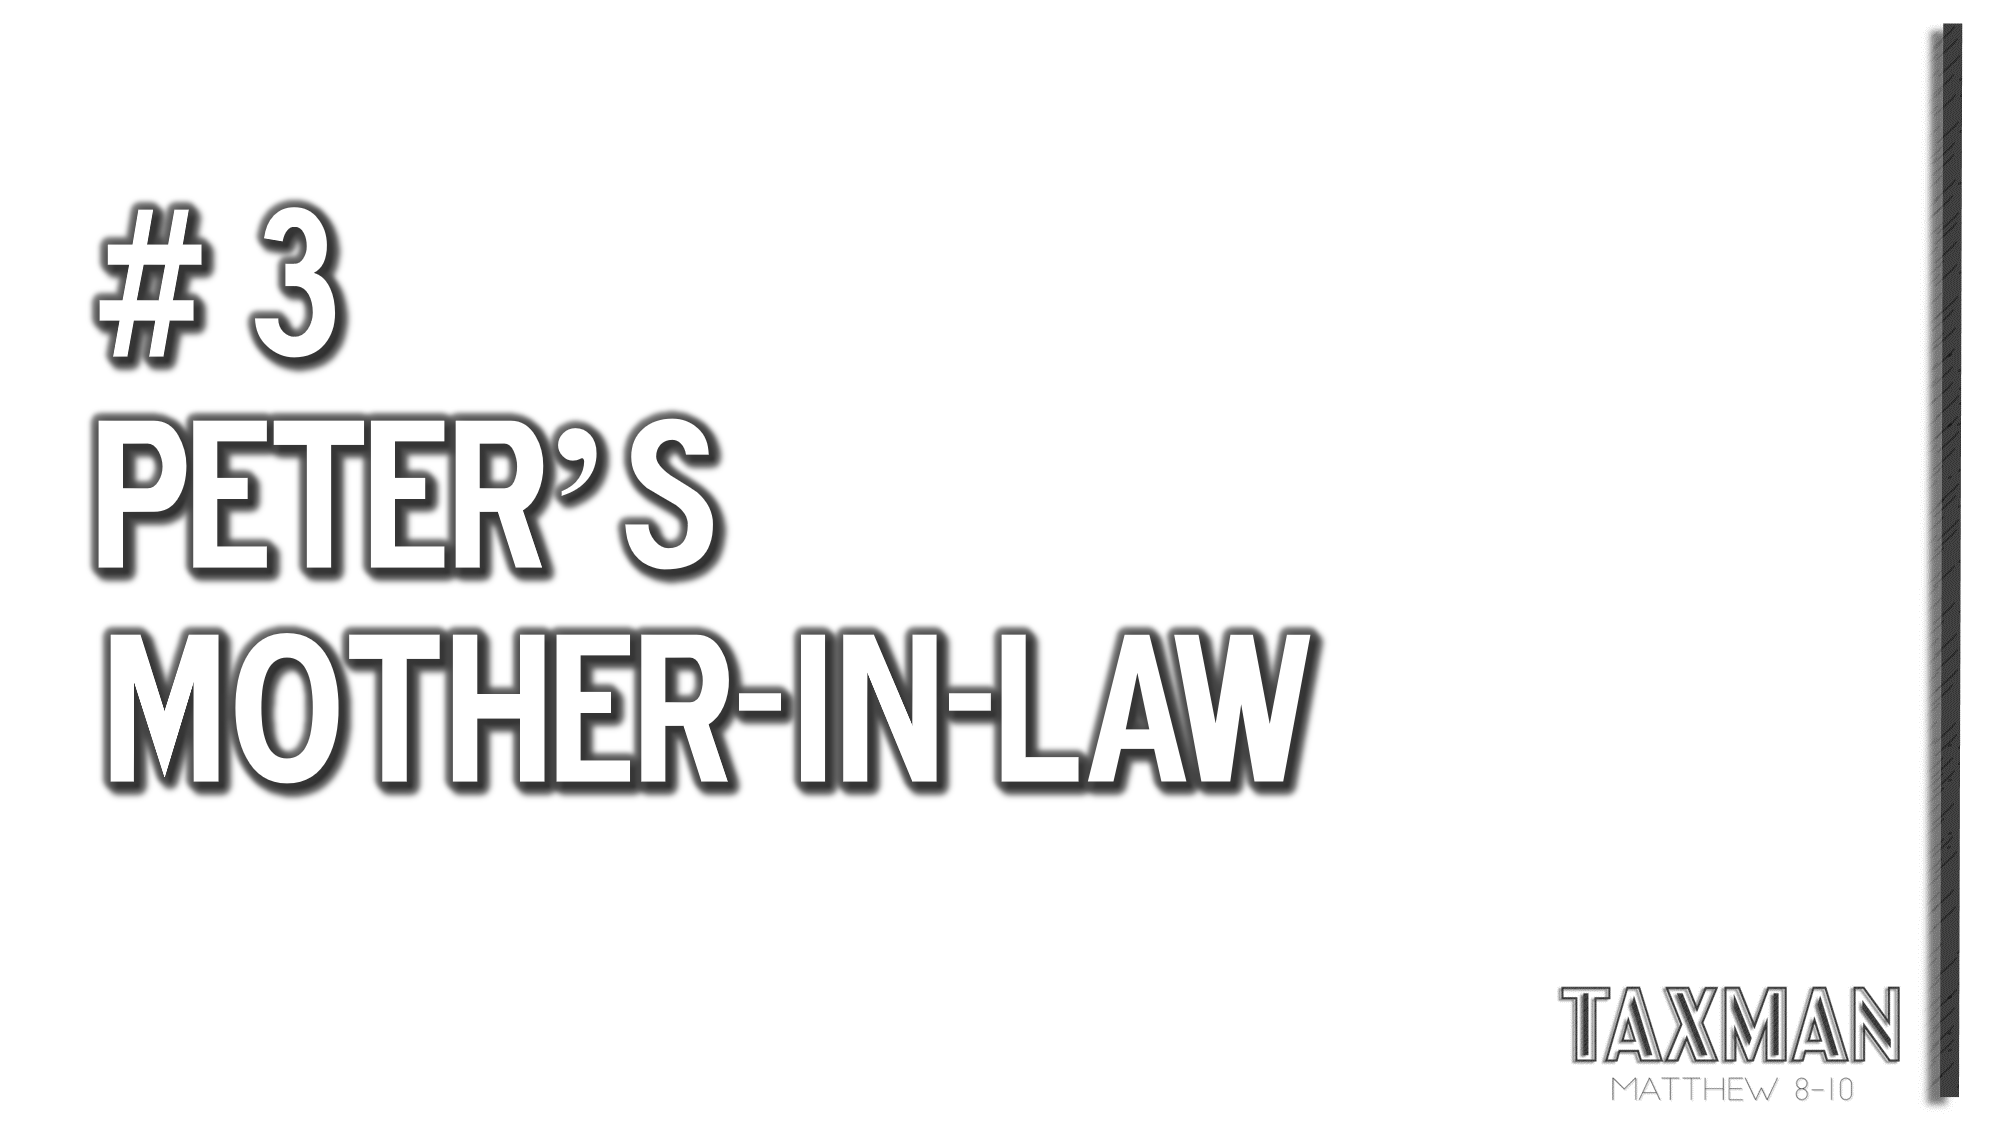 # 3
PETER’S
MOTHER-IN-LAW
TAXMAN
MATTHEW 8-10